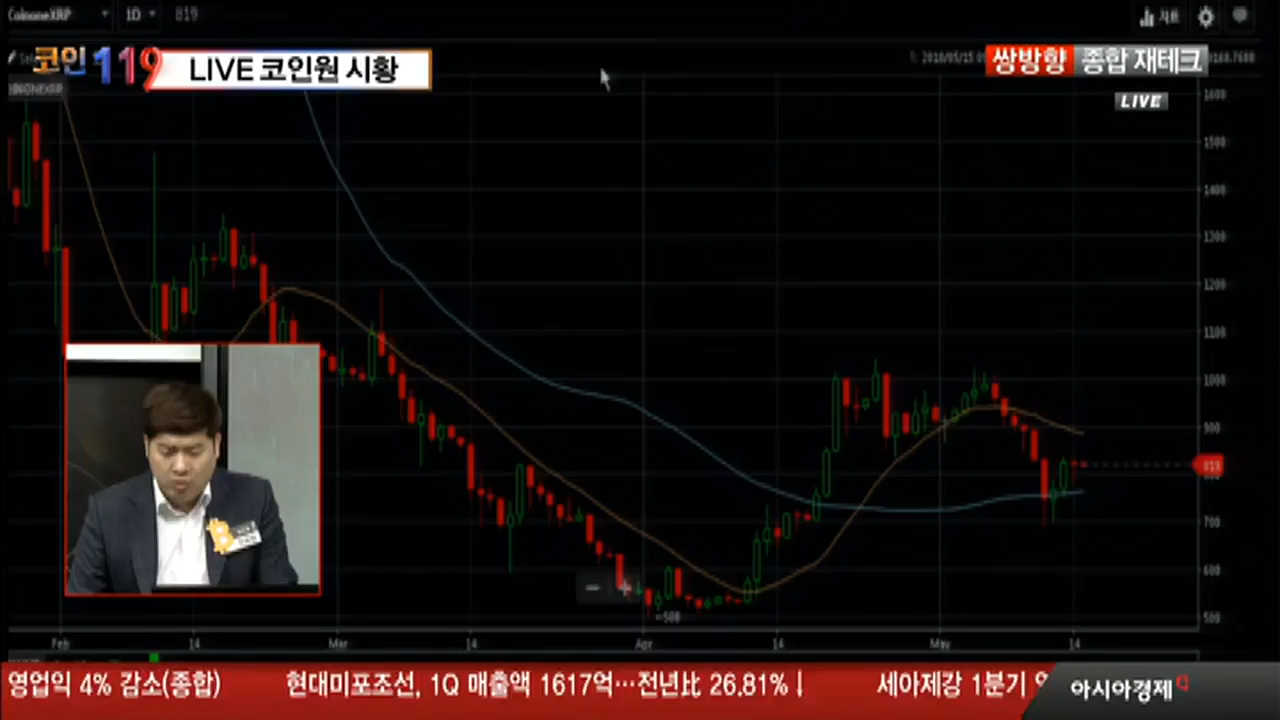 CoinoneXRP 1D 819
코인119 LIVE 코인원 시황
쌍방향 종합 재테크
LIVE
1600
1500
1400
1300
1200
1100
1000
900
819
700
600
500
- +
508
Feb 14 Mar 14 Apr 14 May 14
영업익 4% 감소(종합) 현대미포조선, 1Q 매출액 1617억…전년比 26.81%↓ 세아제강 1분기
아시아경제